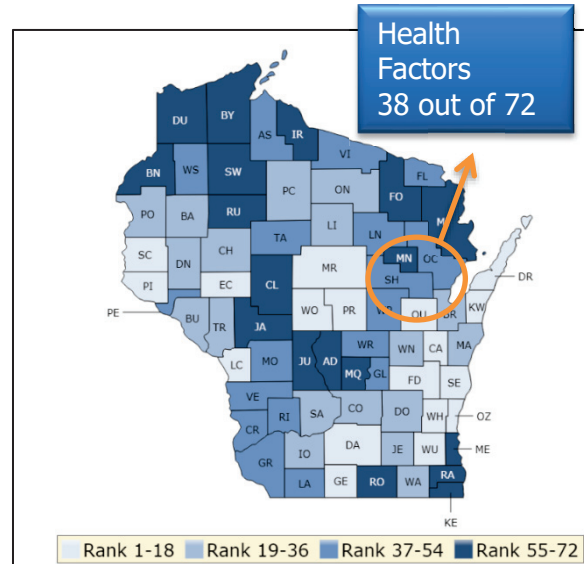 Health
Factors
38 out of 72
DU
BY
AS
IR
VI
BN
WS
SW
FL
FO
PC
ON
PO
BA
RU
LI
LN
TA
MN
OC
SC
CH
DN
MR
DR
PI
EC
CL
SH
PE
BU
TR
WO
PR
OU
BR
KW
JA
JU
AD
WR
WN
CA
MA
LC
MO
MQ
GL
FD
SE
VE
SA
CO
DO
WH
OZ
CR
RI
DA
JE
WU
ME
GR
IO
LA
GE
RO
WA
RA
KE
Rank 1-18
Rank 19-36
Rank 37-54
Rank 55-72